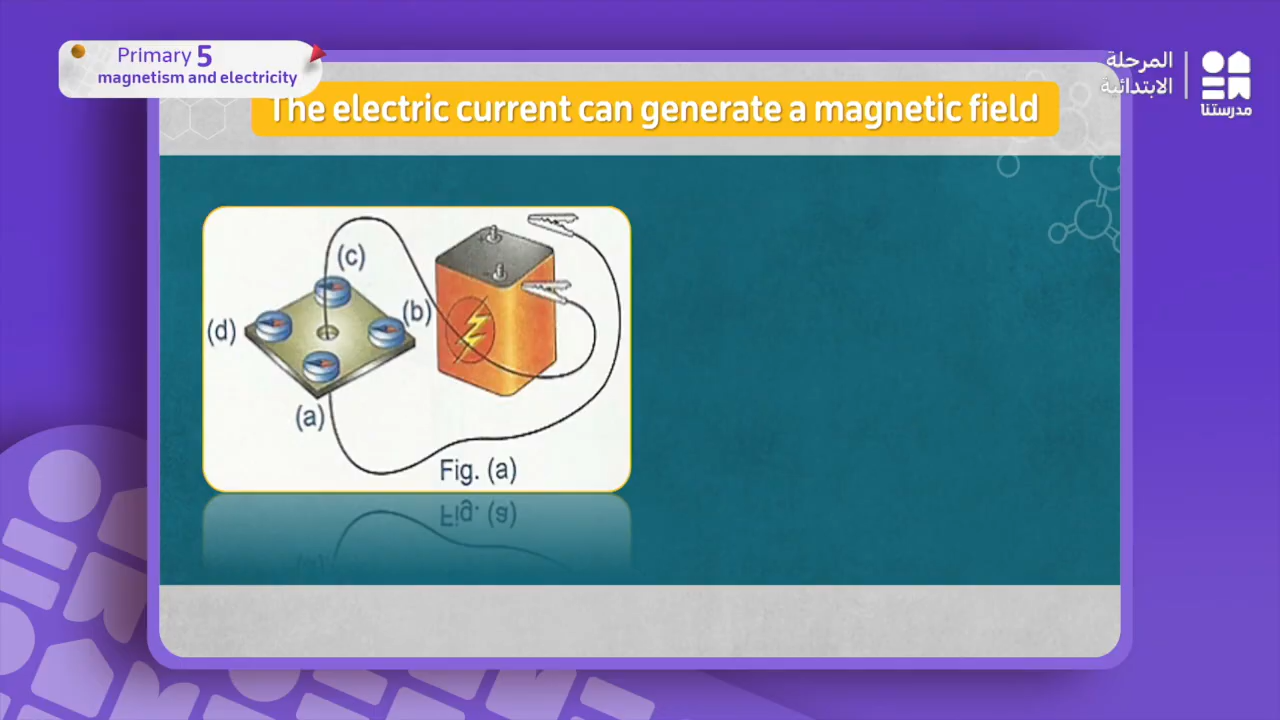 Primary 5
magnetism and electricity
المرحلة
الابتدائية
مدرستنا
The electric current can generate a magnetic field
(c)
(b)
(d)
(a)
Fig. (a)